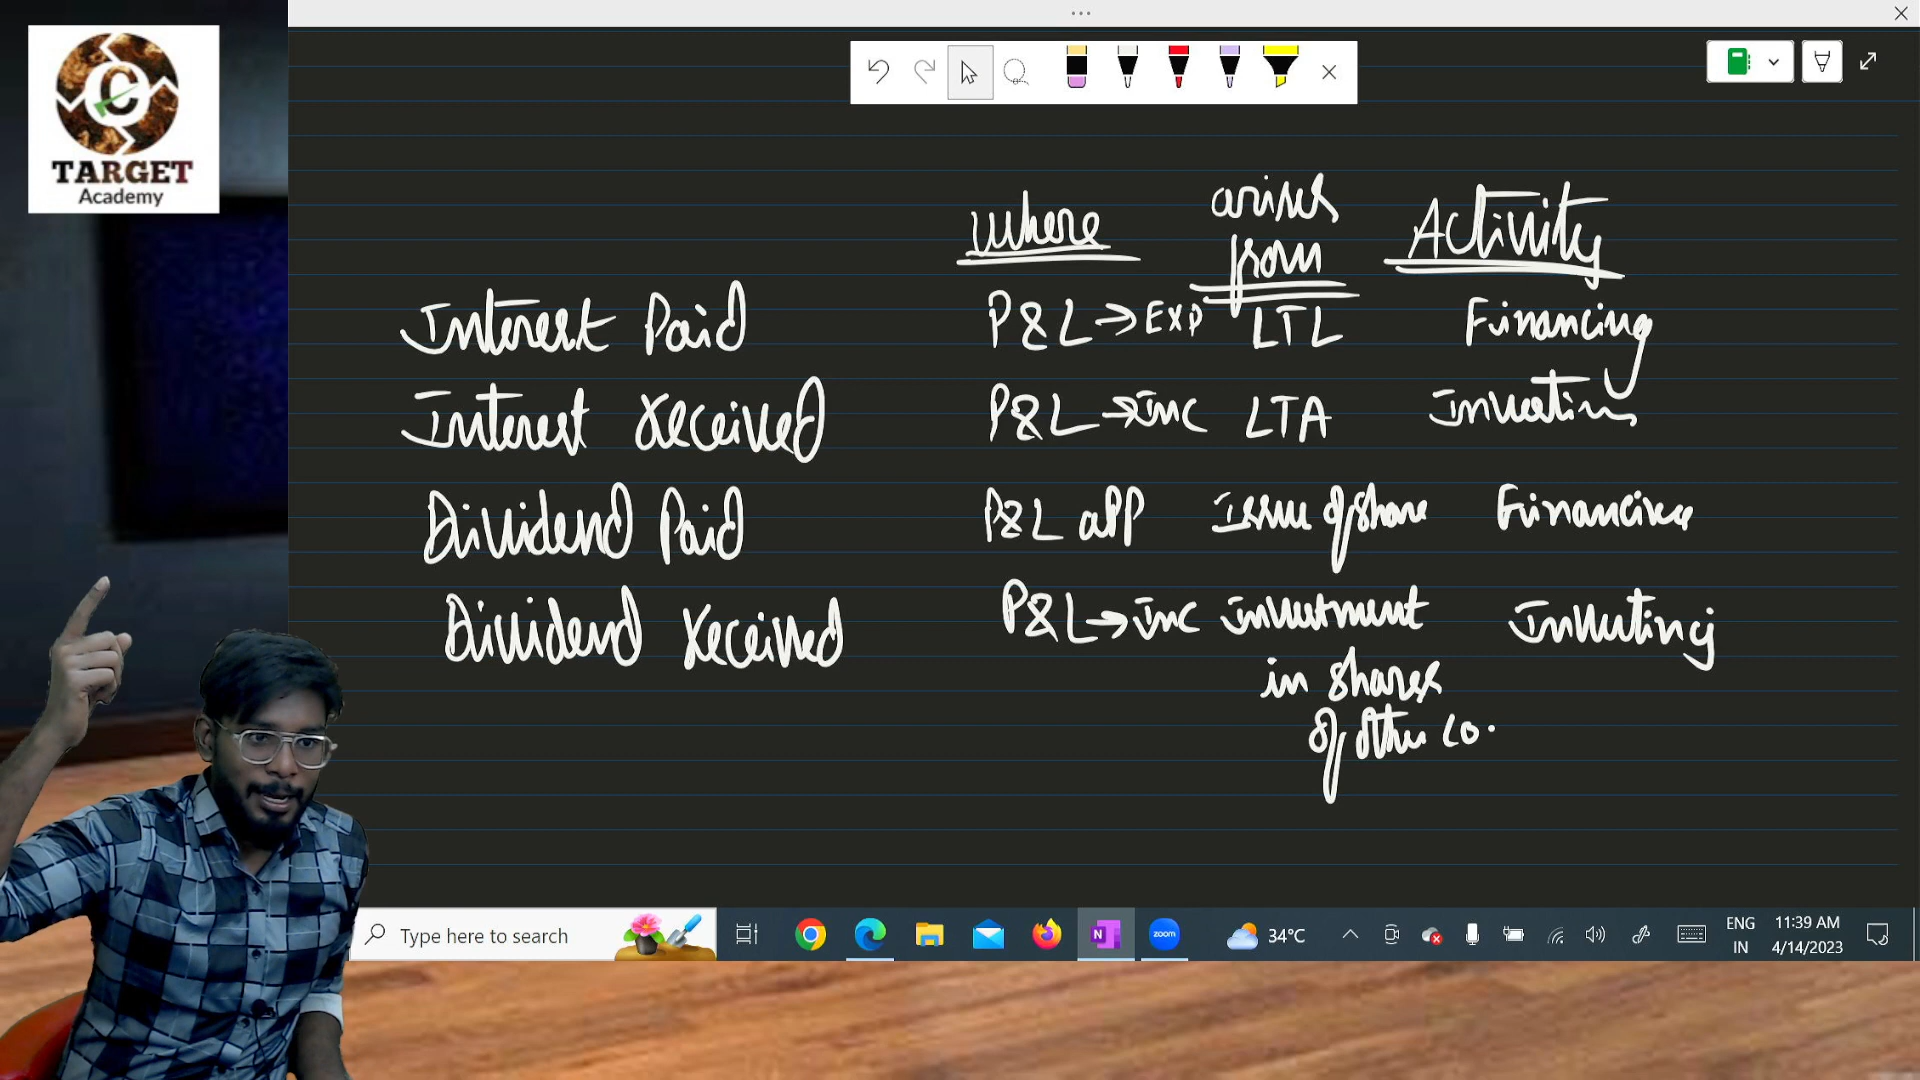 TARGET
Academy
where arises from Activity
Interest Paid P&L → EXP LTL Financing
Interest received P&L → inc LTA Investing
Dividend Paid P&L app Issue of share Financing
Dividend received P&L → inc investment in shares of other co. Investing
Type here to search
zoom
34°C
ENG
IN
11:39 AM
4/14/2023